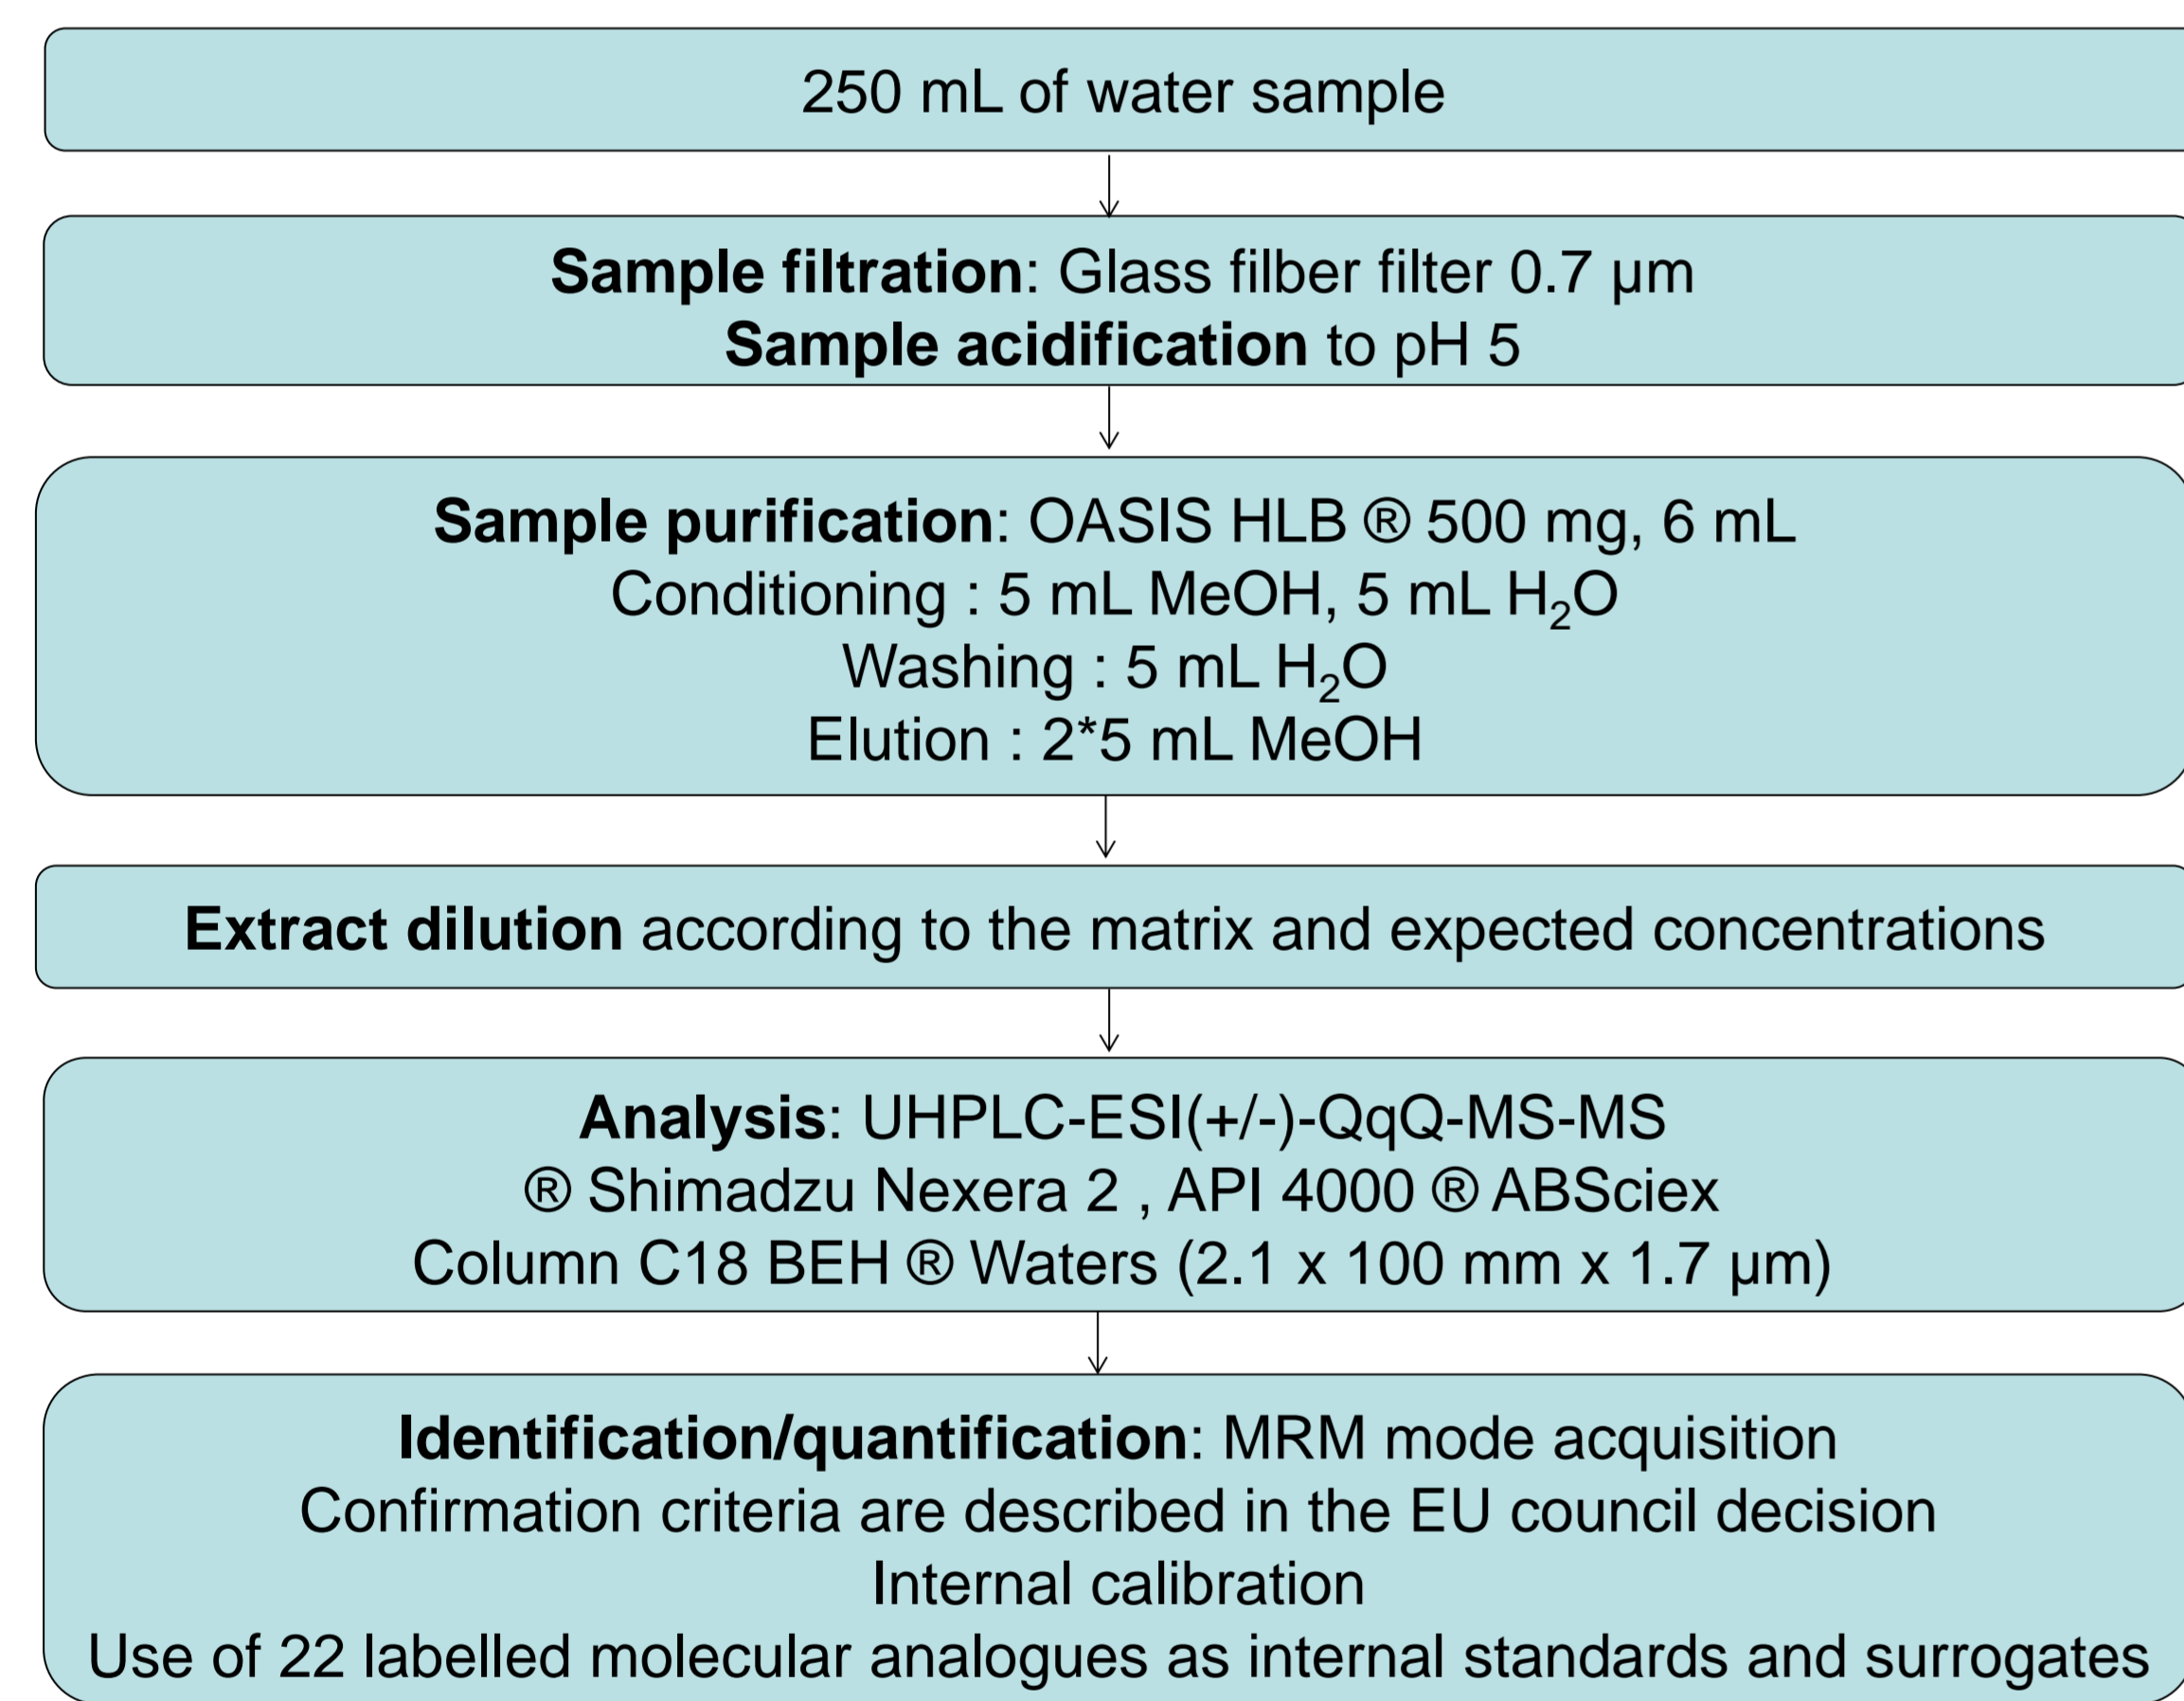 250 mL of water sample
Sample filtration: Glass filber filter 0.7 µm
Sample acidification to pH 5
Sample purification: OASIS HLB ® 500 mg, 6 mL
Conditioning : 5 mL MeOH, 5 mL H₂O
Washing : 5 mL H₂O
Elution : 2*5 mL MeOH
Extract dilution according to the matrix and expected concentrations
Analysis: UHPLC-ESI(+/-)-QqQ-MS-MS
® Shimadzu Nexera 2 , API 4000 ® ABSciex
Column C18 BEH ® Waters (2.1 x 100 mm x 1.7 µm)
Identification/quantification: MRM mode acquisition
Confirmation criteria are described in the EU council decision
Internal calibration
Use of 22 labelled molecular analogues as internal standards and surrogates